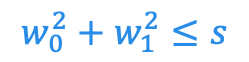 w₀² + w₁² ≤ s